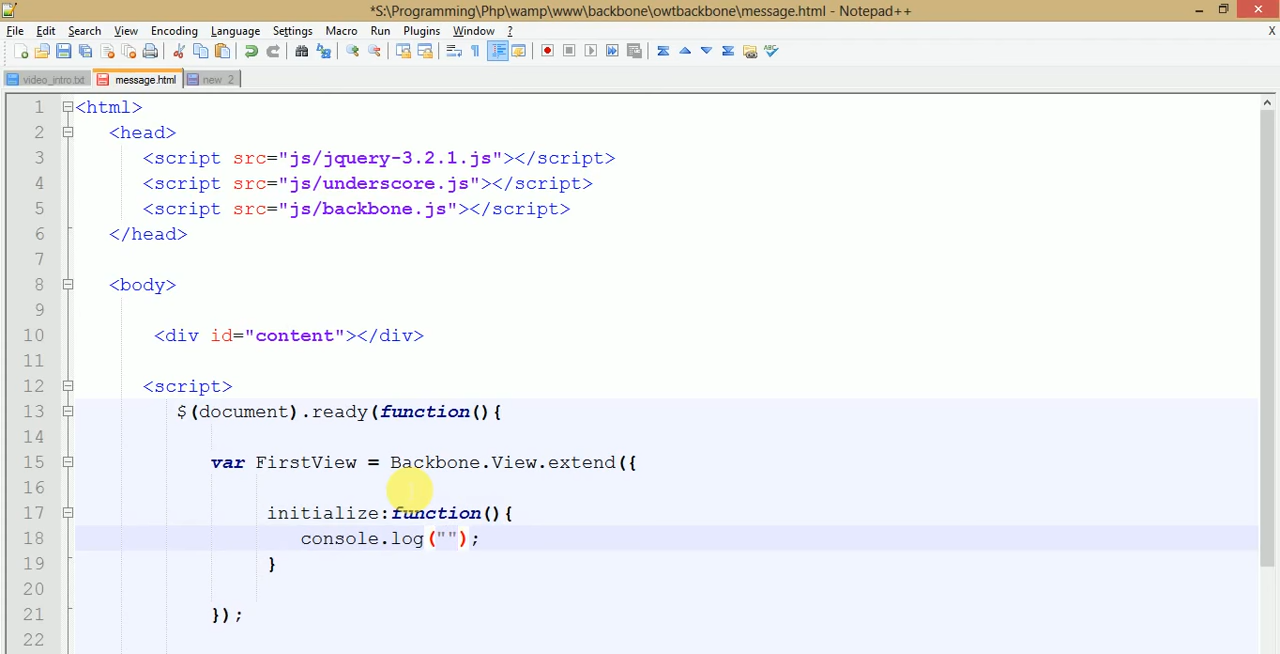 *S:\Programming\Php\wamp\www\backbone\owtbackbone\message.html - Notepad++
File Edit Search View Encoding Language Settings Macro Run Plugins Window ? X
video_intro.txt message.html new 2
1 <html>
2 <head>
3 <script src="js/jquery-3.2.1.js"></script>
4 <script src="js/underscore.js"></script>
5 <script src="js/backbone.js"></script>
6 </head>
7
8 <body>
9
10 <div id="content"></div>
11
12 <script>
13 $(document).ready(function(){
14
15 var FirstView = Backbone.View.extend({
16
17 initialize:function(){
18 console.log("");
19 }
20
21 });
22